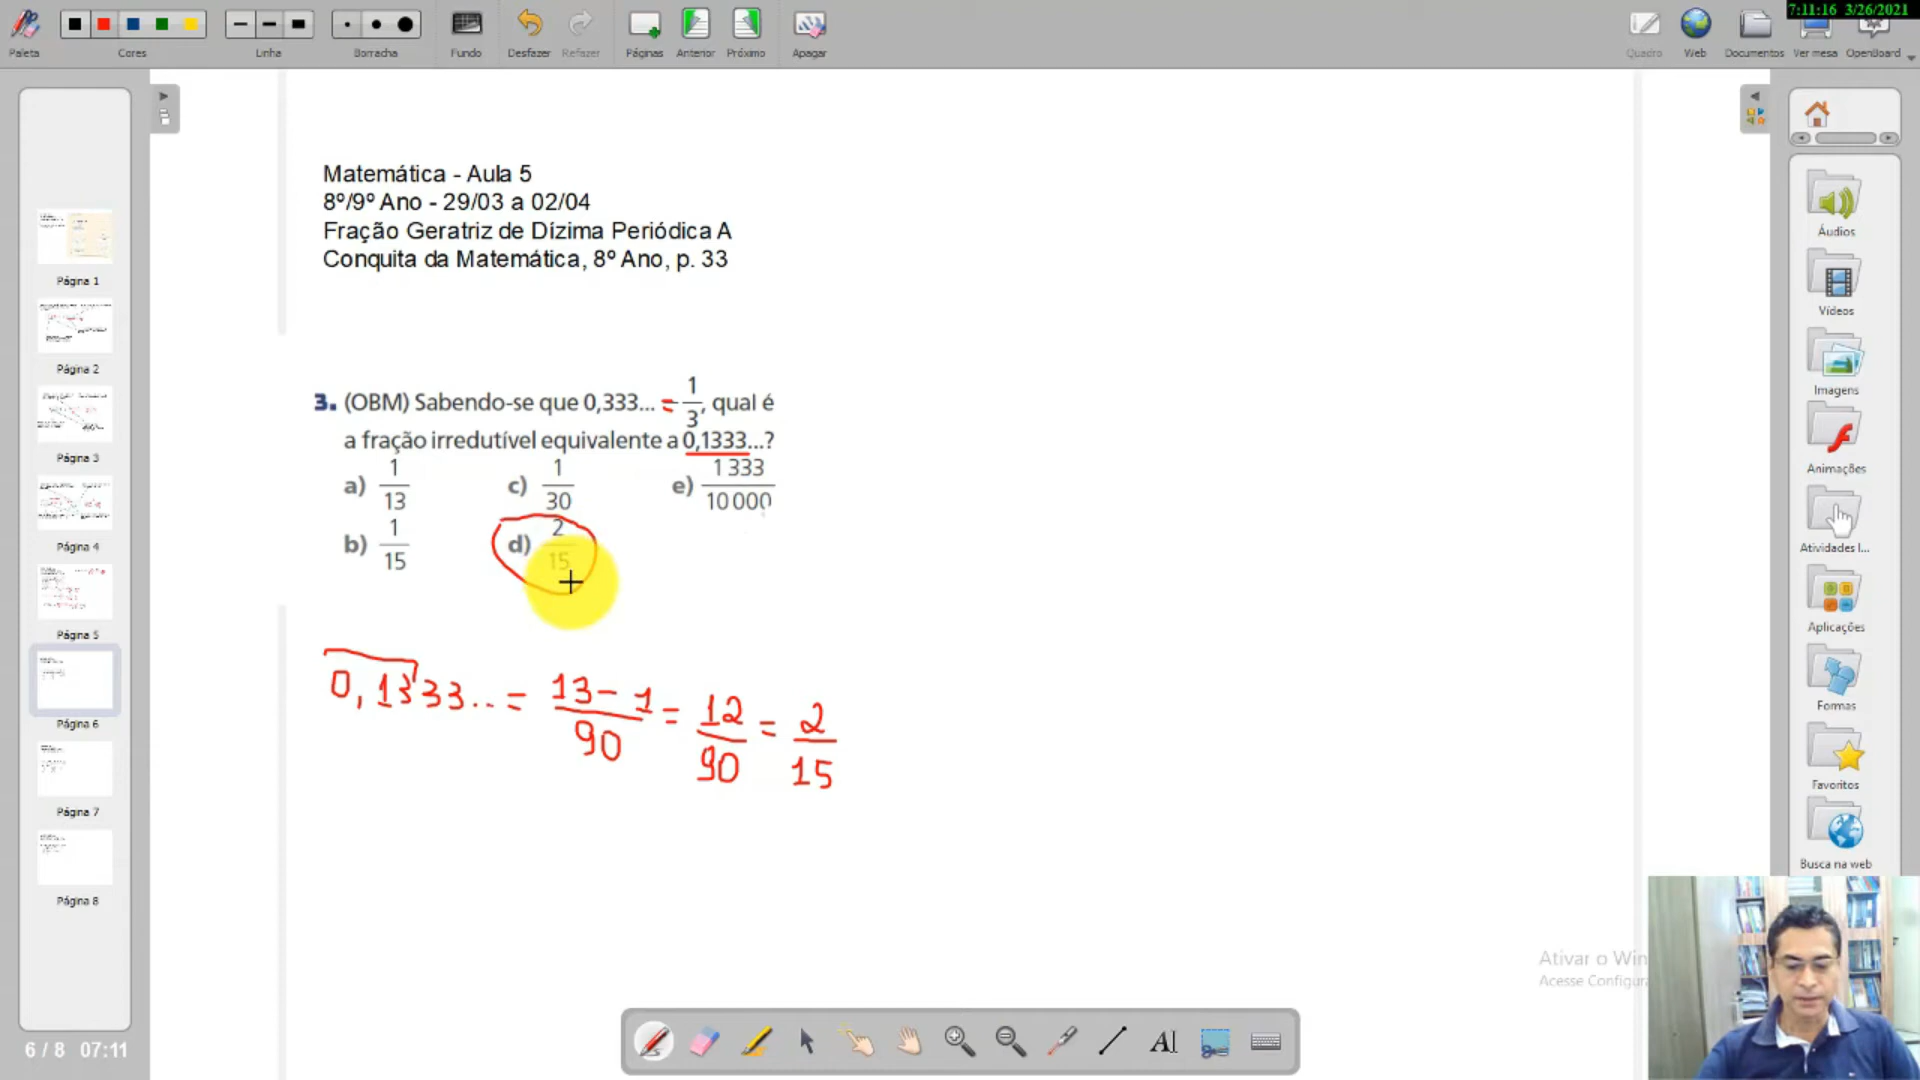 7:11:16 3/26/2021
Paleta Cores Linha Borracha Fundo Desfazer Refazer Páginas Anterior Próximo Apagar Quadro Web Documentos Ver mesa OpenBoard
Página 1
Página 2
Página 3
Página 4
Página 5
Página 6
Página 7
Página 8
6 / 8 07:11
Matemática - Aula 5
8º/9º Ano - 29/03 a 02/04
Fração Geratriz de Dízima Periódica A
Conquita da Matemática, 8º Ano, p. 33
3. (OBM) Sabendo-se que 0,333... = 1/3, qual é
a fração irredutível equivalente a 0,1333...?
a) 1/13 c) 1/30 e) 1 333/10 000
b) 1/15 d) 2/15
0,1333... = 13-1/90 = 12/90 = 2/15
Áudios
Vídeos
Imagens
Animações
Atividades I...
Aplicações
Formas
Favoritos
Busca na web
Ativar o Win
Acesse Configura
AI